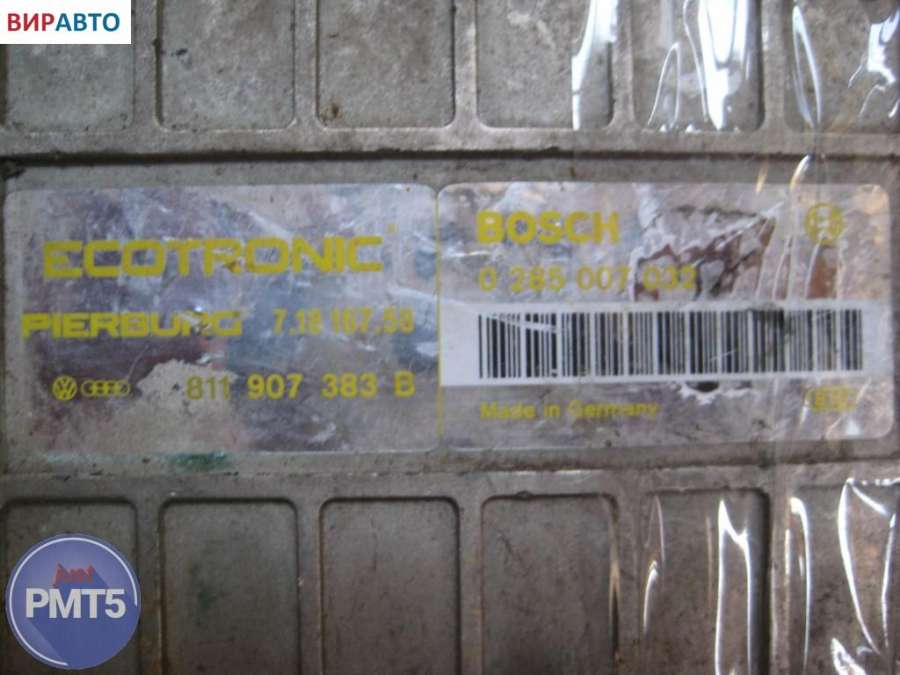 ВИРАВТО
ECOTRONIC
PIERBURG 7.18 167.58
811 907 383 B
BOSCH
0 285 007 032
Made in Germany
PMT5